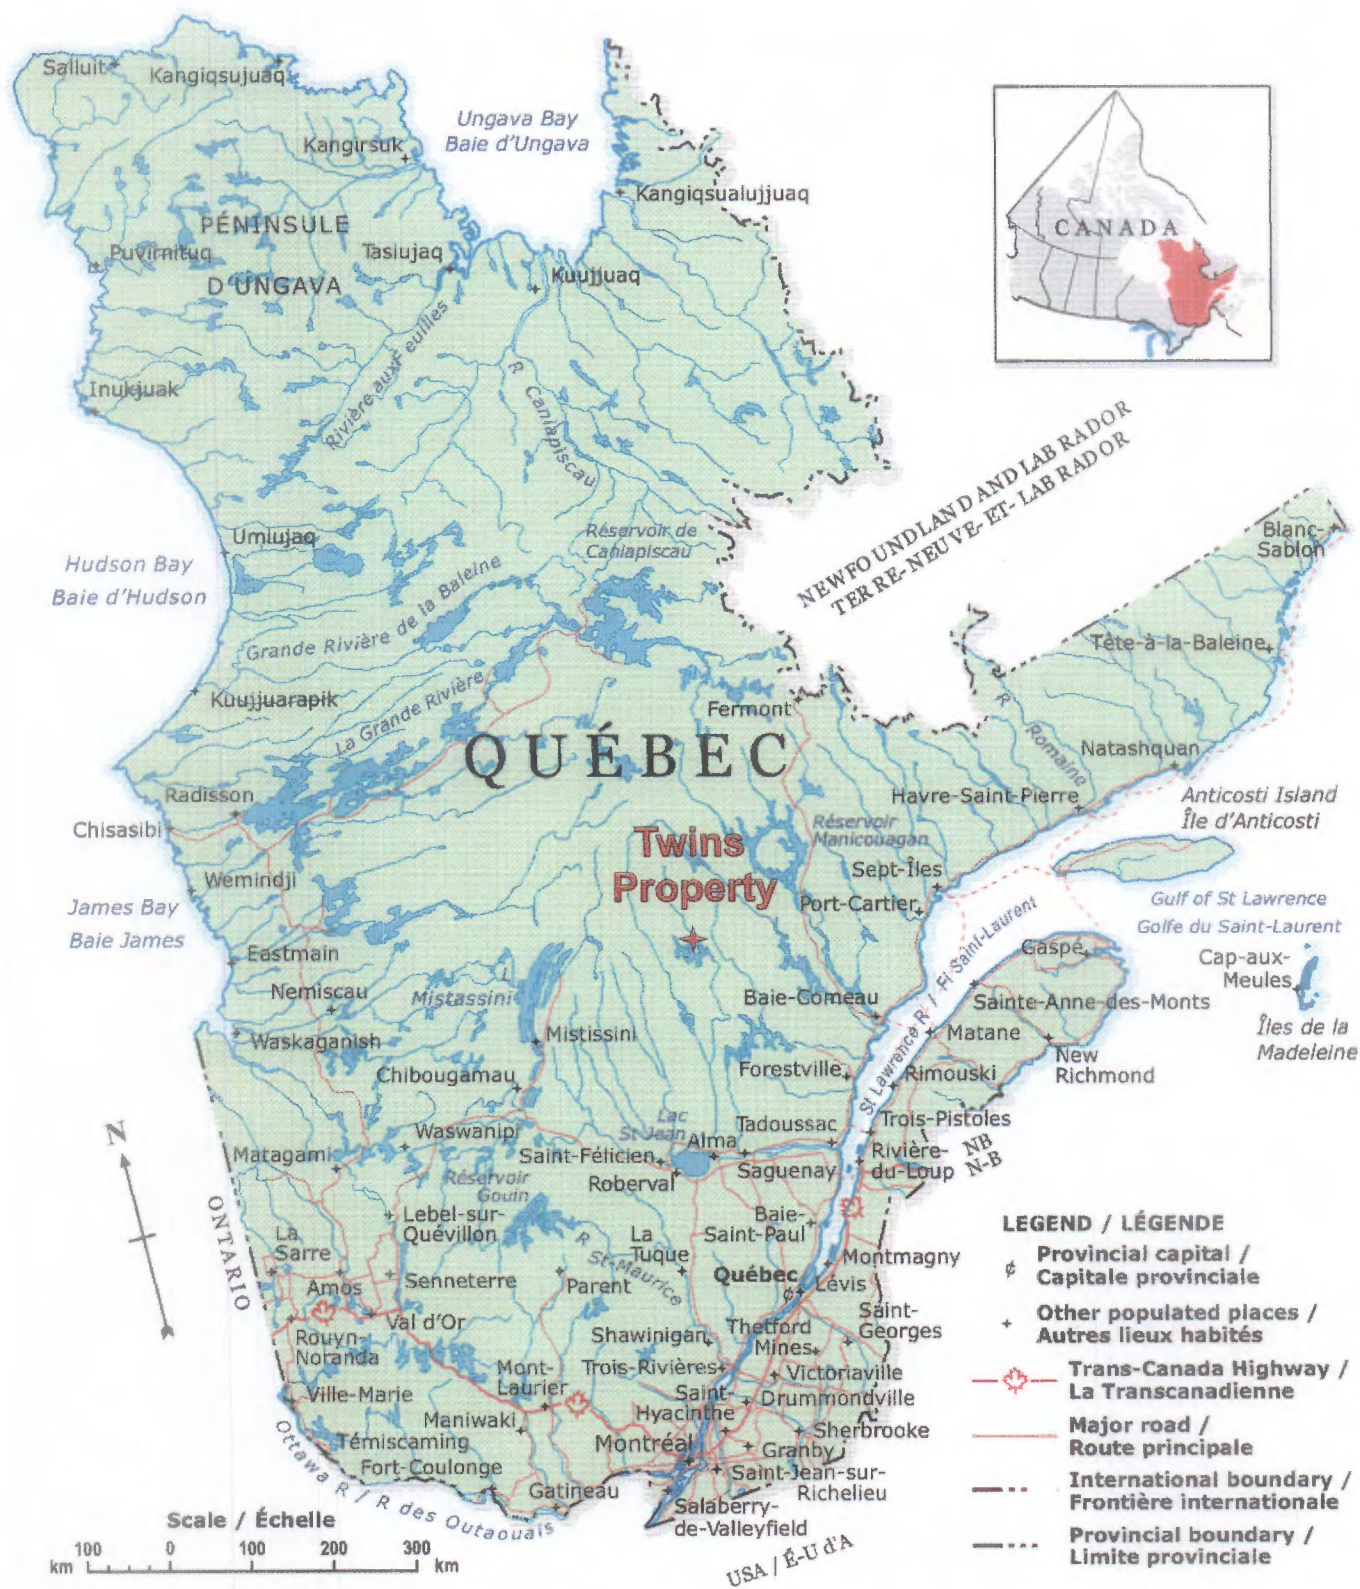 Salluit
Kangiqsujuaq
Ungava Bay
Baie d'Ungava
Kangirsuk
Kangiqsualujjuaq
PÉNINSULE
D'UNGAVA
Puvirnituq
Tasiujaq
Kuujjuaq
CANADA
Inukjuak
Rivière aux Feuilles
R Caniapiscau
NEWFOUNDLAND AND LABRADOR
TERRE-NEUVE-ET-LABRADOR
Umiujaq
Réservoir de
Caniapiscau
Blanc-
Sablon
Hudson Bay
Baie d'Hudson
Grande Rivière de la Baleine
Tête-à-la-Baleine
Kuujjuarapik
La Grande Rivière
Fermont
R Romaine
QUÉBEC
Natashquan
Radisson
Chisasibi
Havre-Saint-Pierre
Anticosti Island
Île d'Anticosti
Réservoir
Manicouagan
Twins
Property
Wemindji
Sept-Îles
Port-Cartier
James Bay
Baie James
Gulf of St Lawrence
Golfe du Saint-Laurent
Eastmain
Gaspé
Cap-aux-
Meules
Nemiscau
L
Mistassini
Baie-Comeau
St Lawrence R / Fl Saint-Laurent
Sainte-Anne-des-Monts
Waskaganish
Mistissini
Matane
Îles de la
Madeleine
New
Richmond
Chibougamau
Forestville
Rimouski
N
Waswanipi
Lac
St Jean
Alma
Tadoussac
Trois-Pistoles
Matagami
Saint-Félicien
Roberval
Saguenay
Rivière-
du-Loup
NB
N-B
Réservoir
Gouin
ONTARIO
Lebel-sur-
Quévillon
Baie-
Saint-Paul
La
Sarre
La
Tuque
R St-Maurice
Montmagny
Amos
Senneterre
Parent
Québec
Lévis
Val d'Or
Saint-
Georges
Rouyn-
Noranda
Shawinigan
Thetford
Mines
Mont-
Laurier
Trois-Rivières
Victoriaville
Ville-Marie
Saint-
Hyacinthe
Drummondville
Maniwaki
Témiscaming
Montréal
Sherbrooke
Granby
Fort-Coulonge
Saint-Jean-sur-
Richelieu
Gatineau
Salaberry-
de-Valleyfield
Ottawa R / R des Outaouais
USA / É-U d'A
LEGEND / LÉGENDE
Provincial capital /
Capitale provinciale
Other populated places /
Autres lieux habités
Trans-Canada Highway /
La Transcanadienne
Major road /
Route principale
International boundary /
Frontière internationale
Provincial boundary /
Limite provinciale
Scale / Échelle
100 0 100 200 300
km km